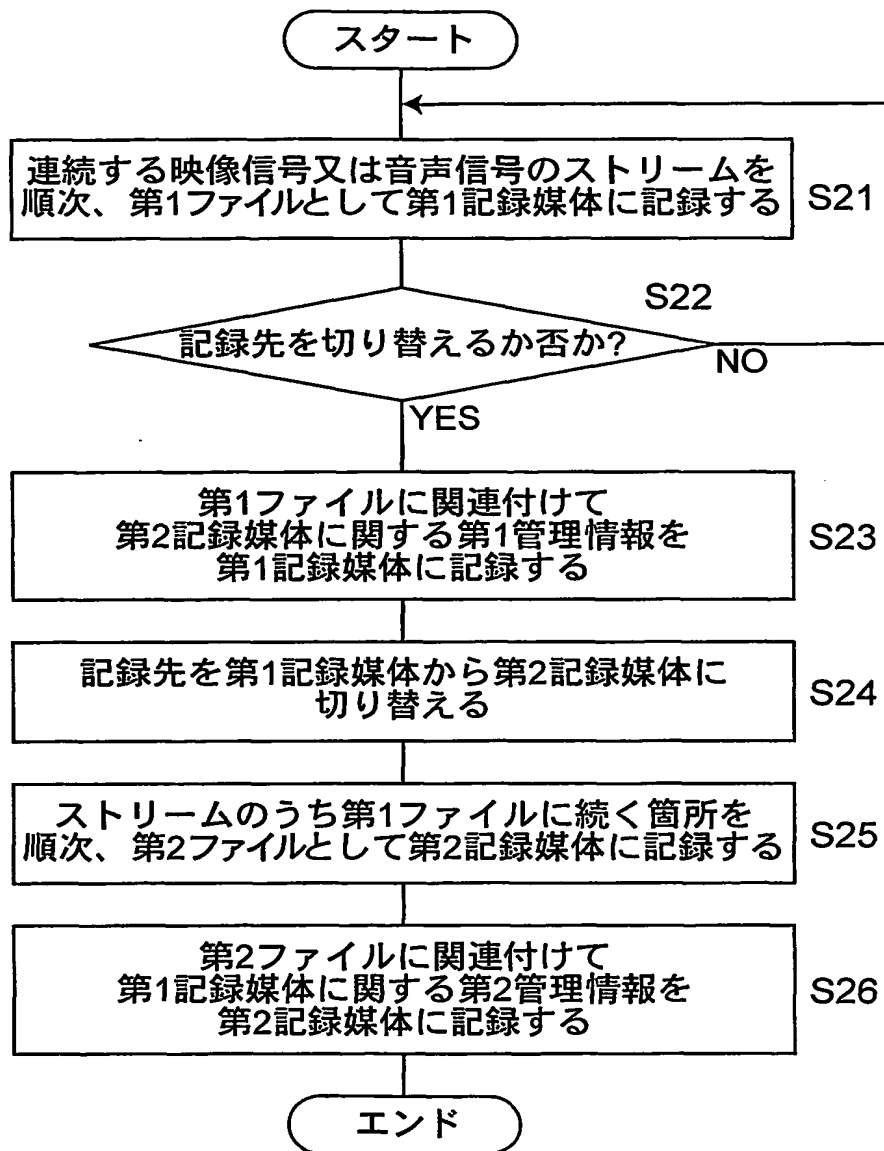 スタート
連続する映像信号又は音声信号のストリームを
順次、第1ファイルとして第1記録媒体に記録する
S21
S22
記録先を切り替えるか否か?
NO
YES
第1ファイルに関連付けて
第2記録媒体に関する第1管理情報を
第1記録媒体に記録する
S23
記録先を第1記録媒体から第2記録媒体に
切り替える
S24
ストリームのうち第1ファイルに続く箇所を
順次、第2ファイルとして第2記録媒体に記録する
S25
第2ファイルに関連付けて
第1記録媒体に関する第2管理情報を
第2記録媒体に記録する
S26
エンド